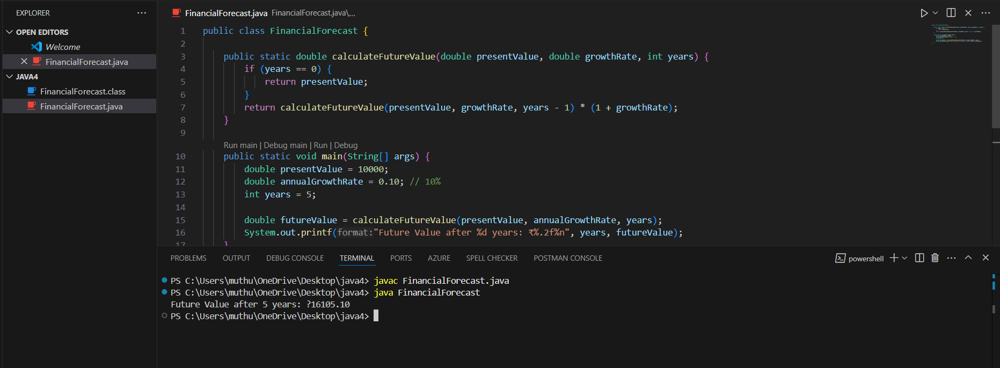 EXPLORER
OPEN EDITORS
Welcome
FinancialForecast.java
JAVA4
FinancialForecast.class
FinancialForecast.java
FinancialForecast.java FinancialForecast.java\...
1 public class FinancialForecast {
2
3 public static double calculateFutureValue(double presentValue, double growthRate, int years) {
4 if (years == 0) {
5 return presentValue;
6 }
7 return calculateFutureValue(presentValue, growthRate, years - 1) * (1 + growthRate);
8 }
9
Run main | Debug main | Run | Debug
10 public static void main(String[] args) {
11 double presentValue = 10000;
12 double annualGrowthRate = 0.10; // 10%
13 int years = 5;
14
15 double futureValue = calculateFutureValue(presentValue, annualGrowthRate, years);
16 System.out.printf(format:"Future Value after %d years: ₹%.2f%n", years, futureValue);
17 }
PROBLEMS OUTPUT DEBUG CONSOLE TERMINAL PORTS AZURE SPELL CHECKER POSTMAN CONSOLE
powershell
PS C:\Users\muthu\OneDrive\Desktop\java4> javac FinancialForecast.java
PS C:\Users\muthu\OneDrive\Desktop\java4> java FinancialForecast
Future Value after 5 years: ?16105.10
PS C:\Users\muthu\OneDrive\Desktop\java4>